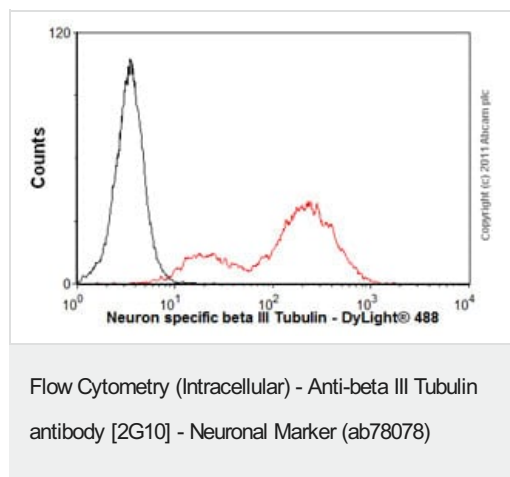 120
Counts
0
10⁰ 10¹ 10² 10³ 10⁴
Neuron specific beta III Tubulin - DyLight® 488
Copyright (c) 2011 Abcam plc
Flow Cytometry (Intracellular) - Anti-beta III Tubulin
antibody [2G10] - Neuronal Marker (ab78078)